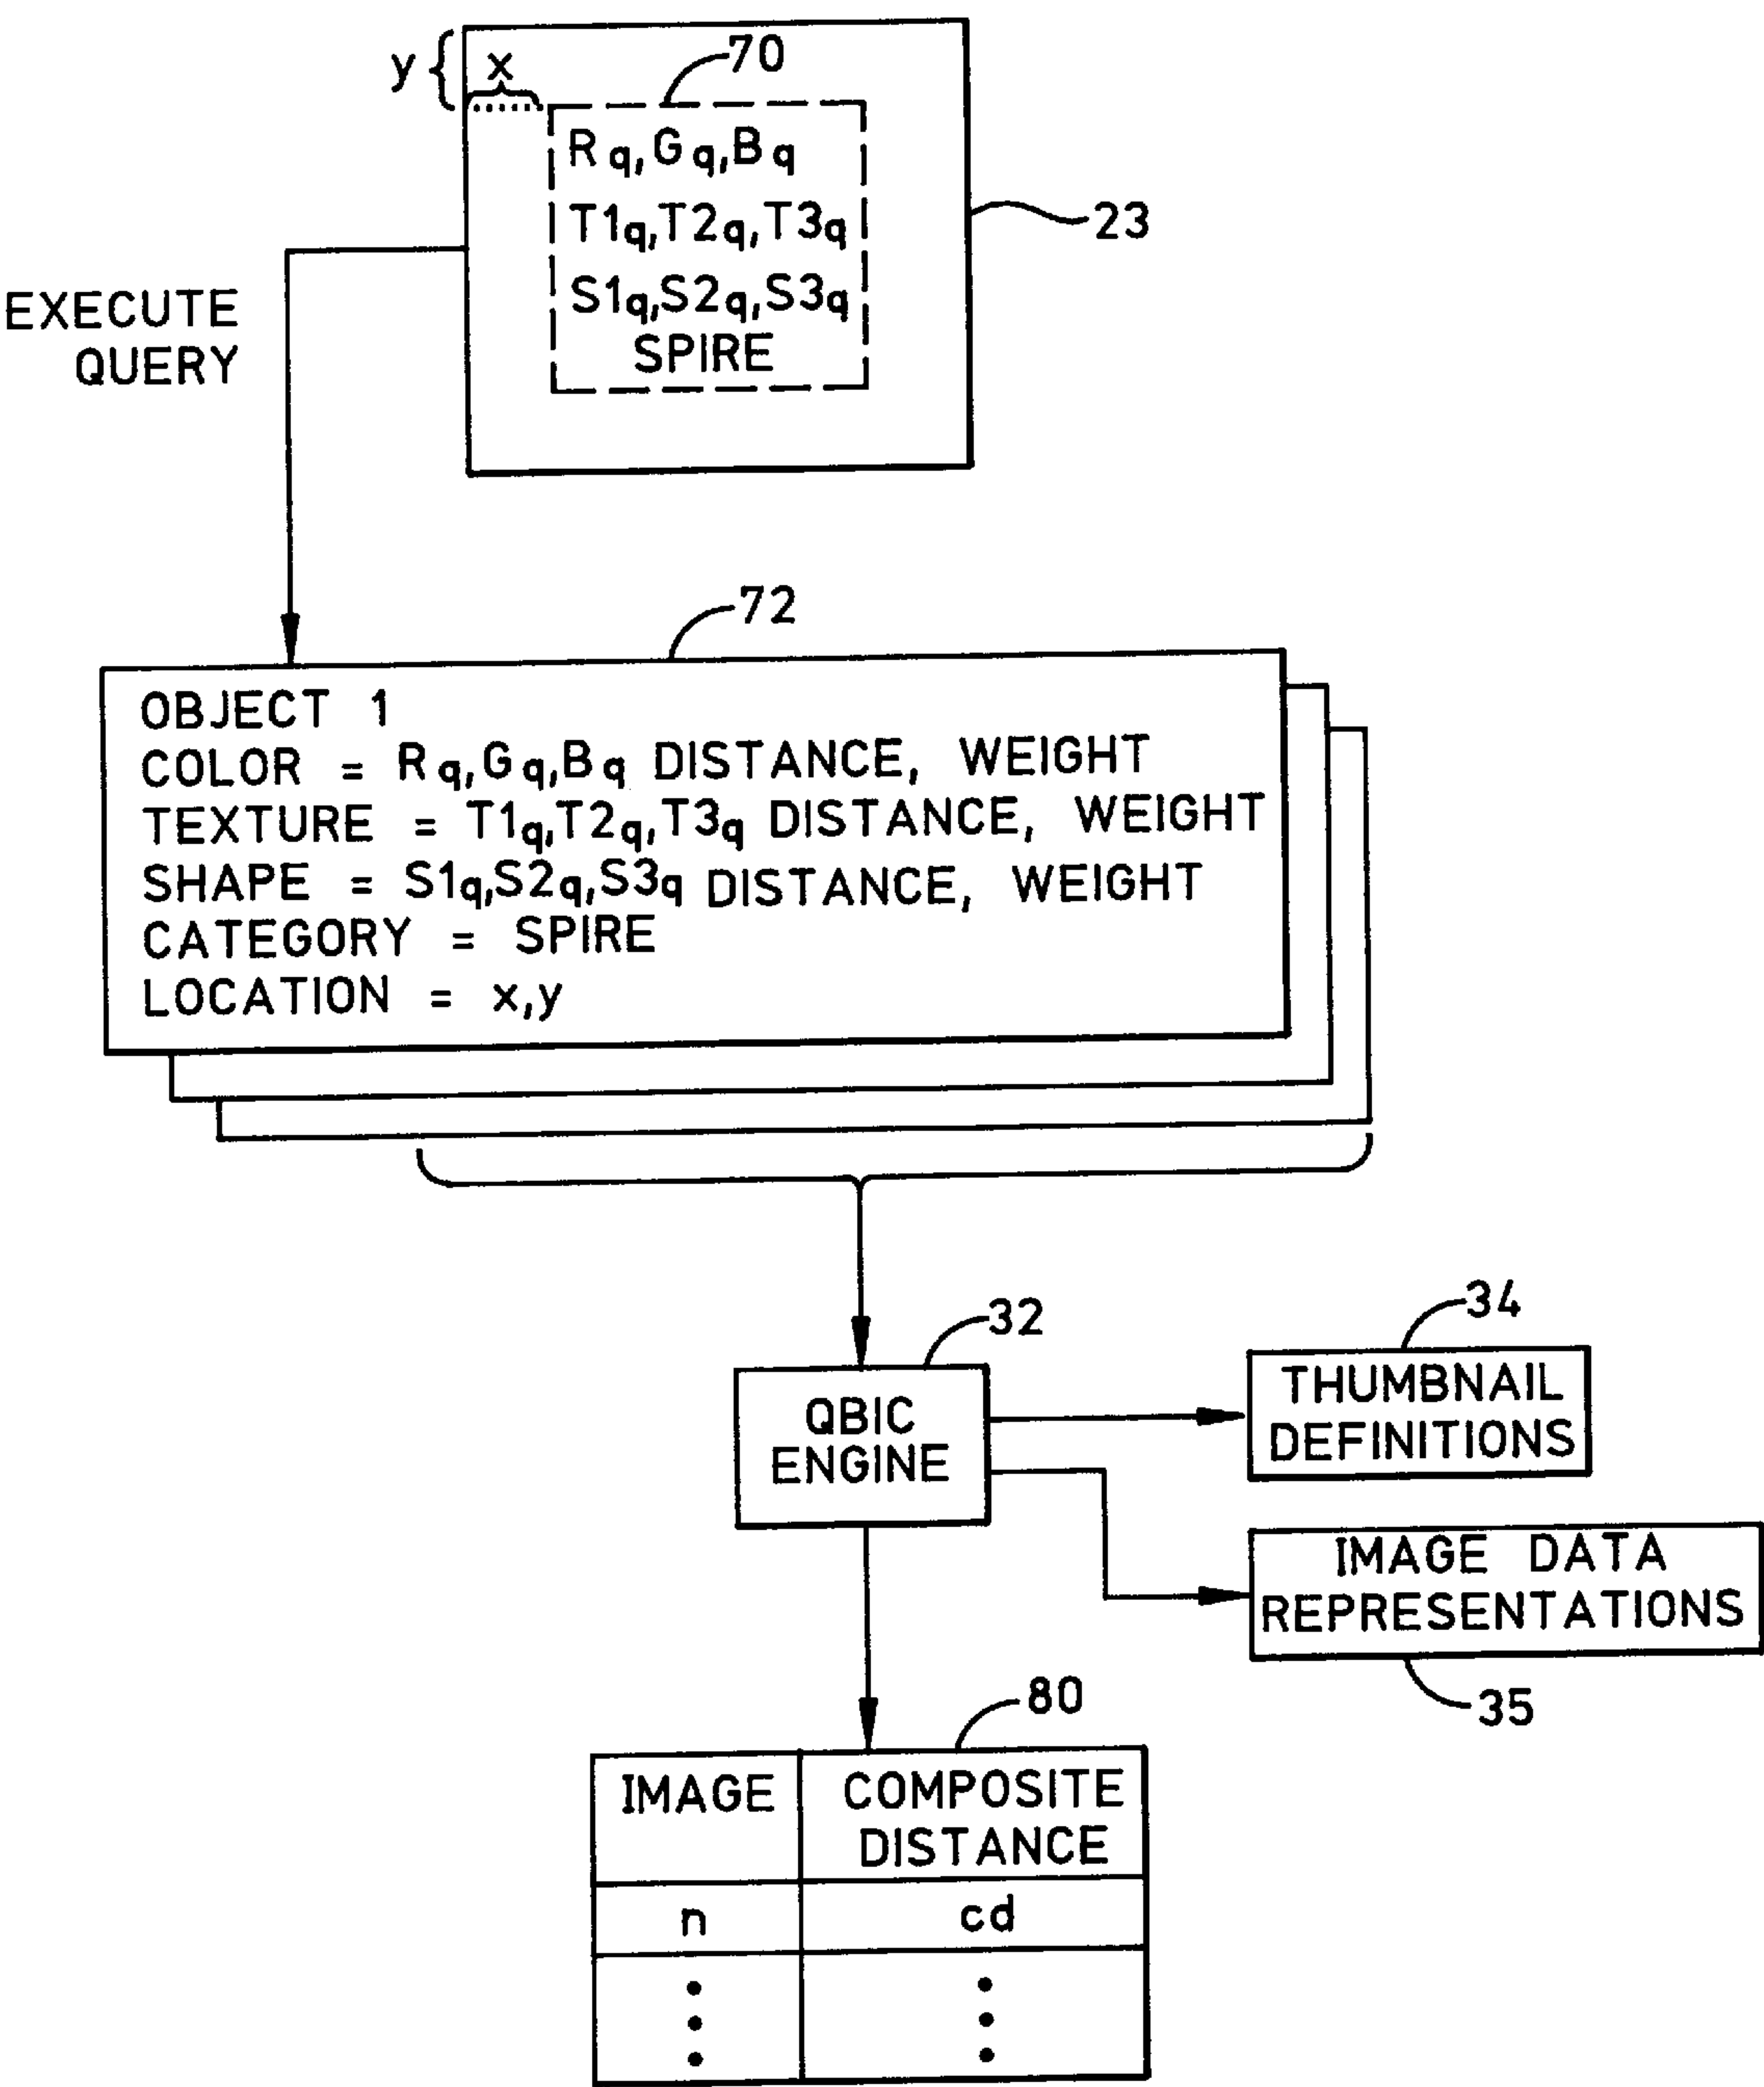 y { x 70
Rq,Gq,Bq
T1q,T2q,T3q
S1q,S2q,S3q
SPIRE
23
EXECUTE
QUERY
72
OBJECT 1
COLOR = Rq,Gq,Bq DISTANCE, WEIGHT
TEXTURE = T1q,T2q,T3q DISTANCE, WEIGHT
SHAPE = S1q,S2q,S3q DISTANCE, WEIGHT
CATEGORY = SPIRE
LOCATION = x,y
32
QBIC
ENGINE
34
THUMBNAIL
DEFINITIONS
IMAGE DATA
REPRESENTATIONS
35
80
IMAGE
COMPOSITE
DISTANCE
n
cd